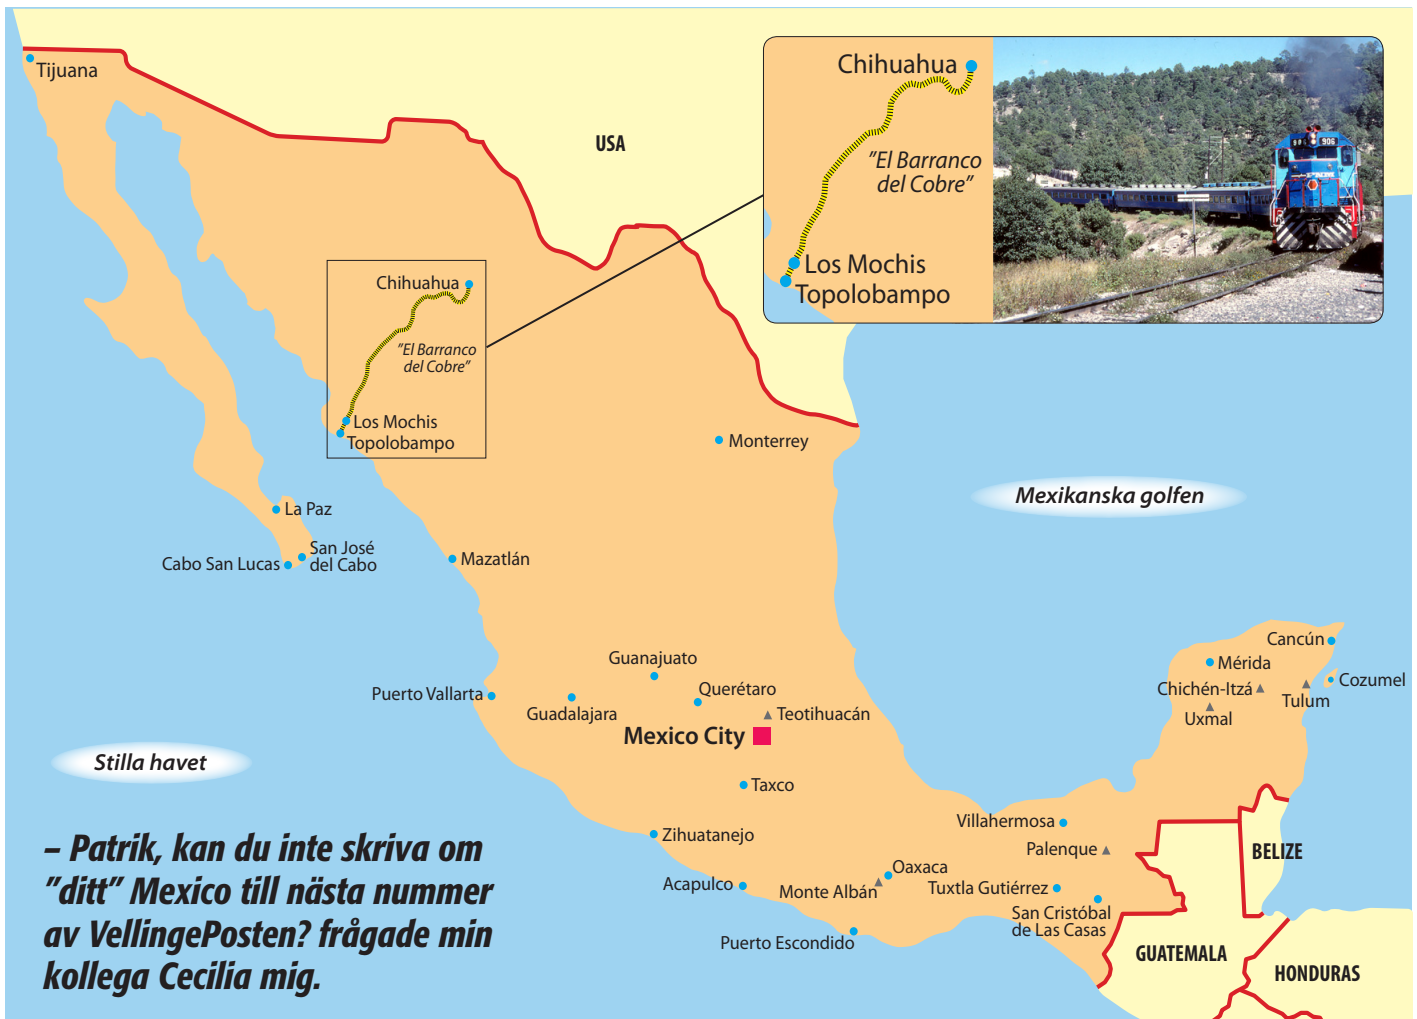 Tijuana
USA
Chihuahua
"El Barranco
del Cobre"
Los Mochis
Topolobampo
906
Chihuahua
"El Barranco
del Cobre"
Los Mochis
Topolobampo
Monterrey
Mexikanska golfen
La Paz
San José
del Cabo
Cabo San Lucas
Mazatlán
Cancún
Mérida
Cozumel
Chichén-Itzá
Tulum
Uxmal
Guanajuato
Querétaro
Puerto Vallarta
Guadalajara
Teotihuacán
Mexico City
Stilla havet
Taxco
Zihuatanejo
Villahermosa
Palenque
BELIZE
Acapulco
Oaxaca
Monte Albán
Tuxtla Gutiérrez
San Cristóbal
de Las Casas
Puerto Escondido
GUATEMALA
HONDURAS
– Patrik, kan du inte skriva om
”ditt” Mexico till nästa nummer
av VellingePosten? frågade min
kollega Cecilia mig.